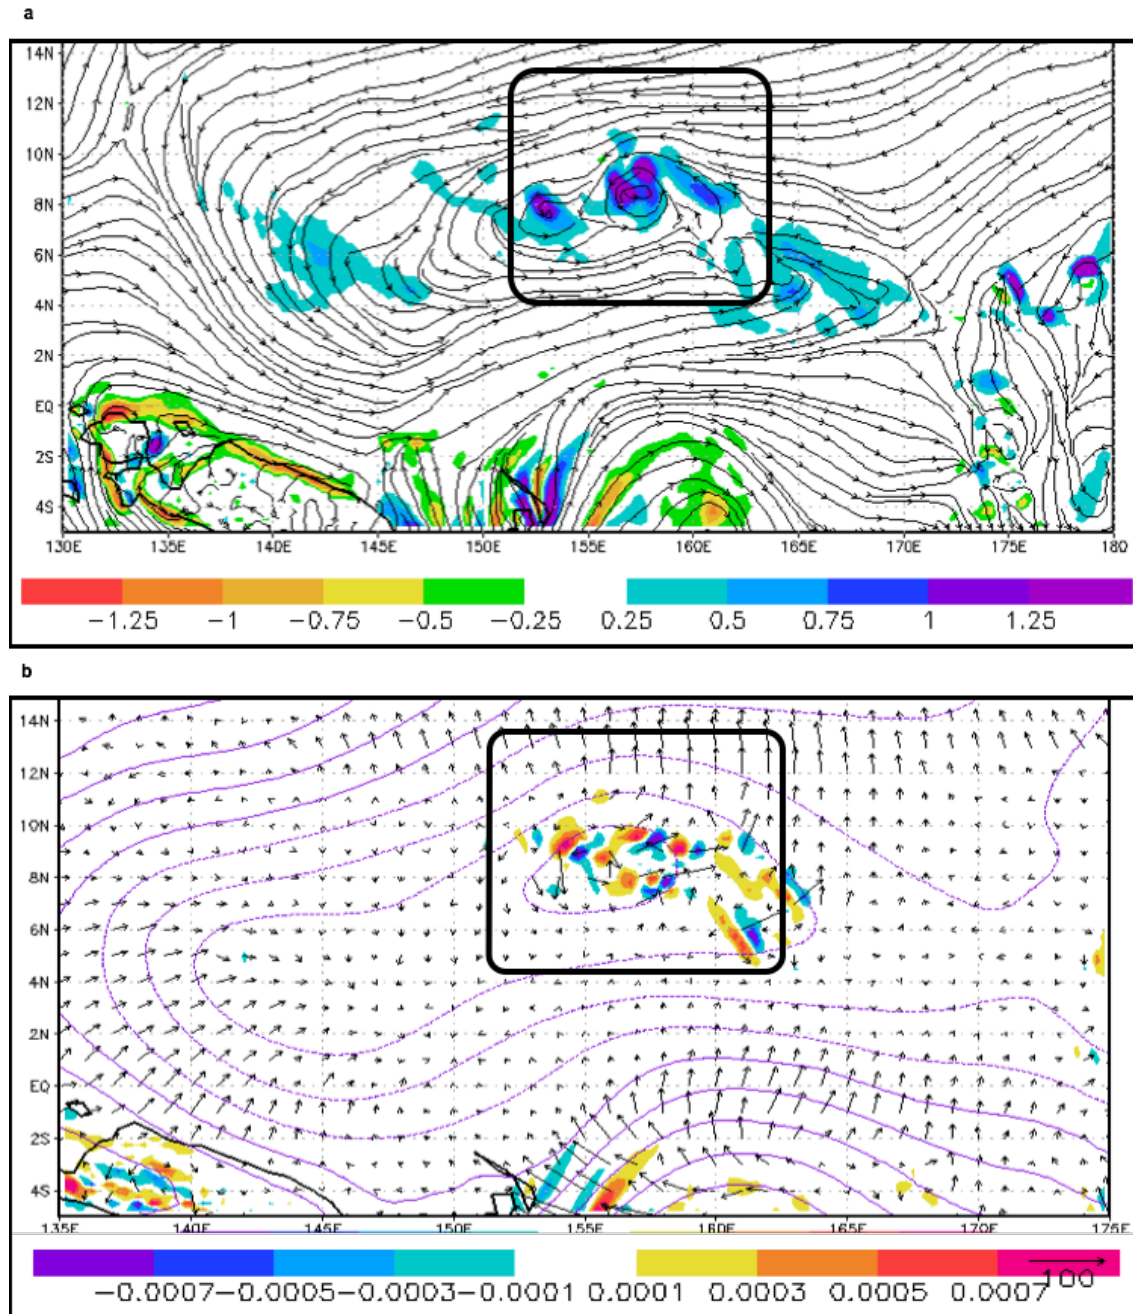 a
14N
12N
10N
8N
6N
4N
2N
EQ
2S
4S
130E 135E 140E 145E 150E 155E 160E 165E 170E 175E 180
-1.25 -1 -0.75 -0.5 -0.25 0.25 0.5 0.75 1 1.25
b
14N
12N
10N
8N
6N
4N
2N
EQ
2S
4S
135E 140E 145E 150E 155E 160E 165E 170E 175E
-0.0007 -0.0005 -0.0003 -0.0001 0.0001 0.0003 0.0005 0.0007 100